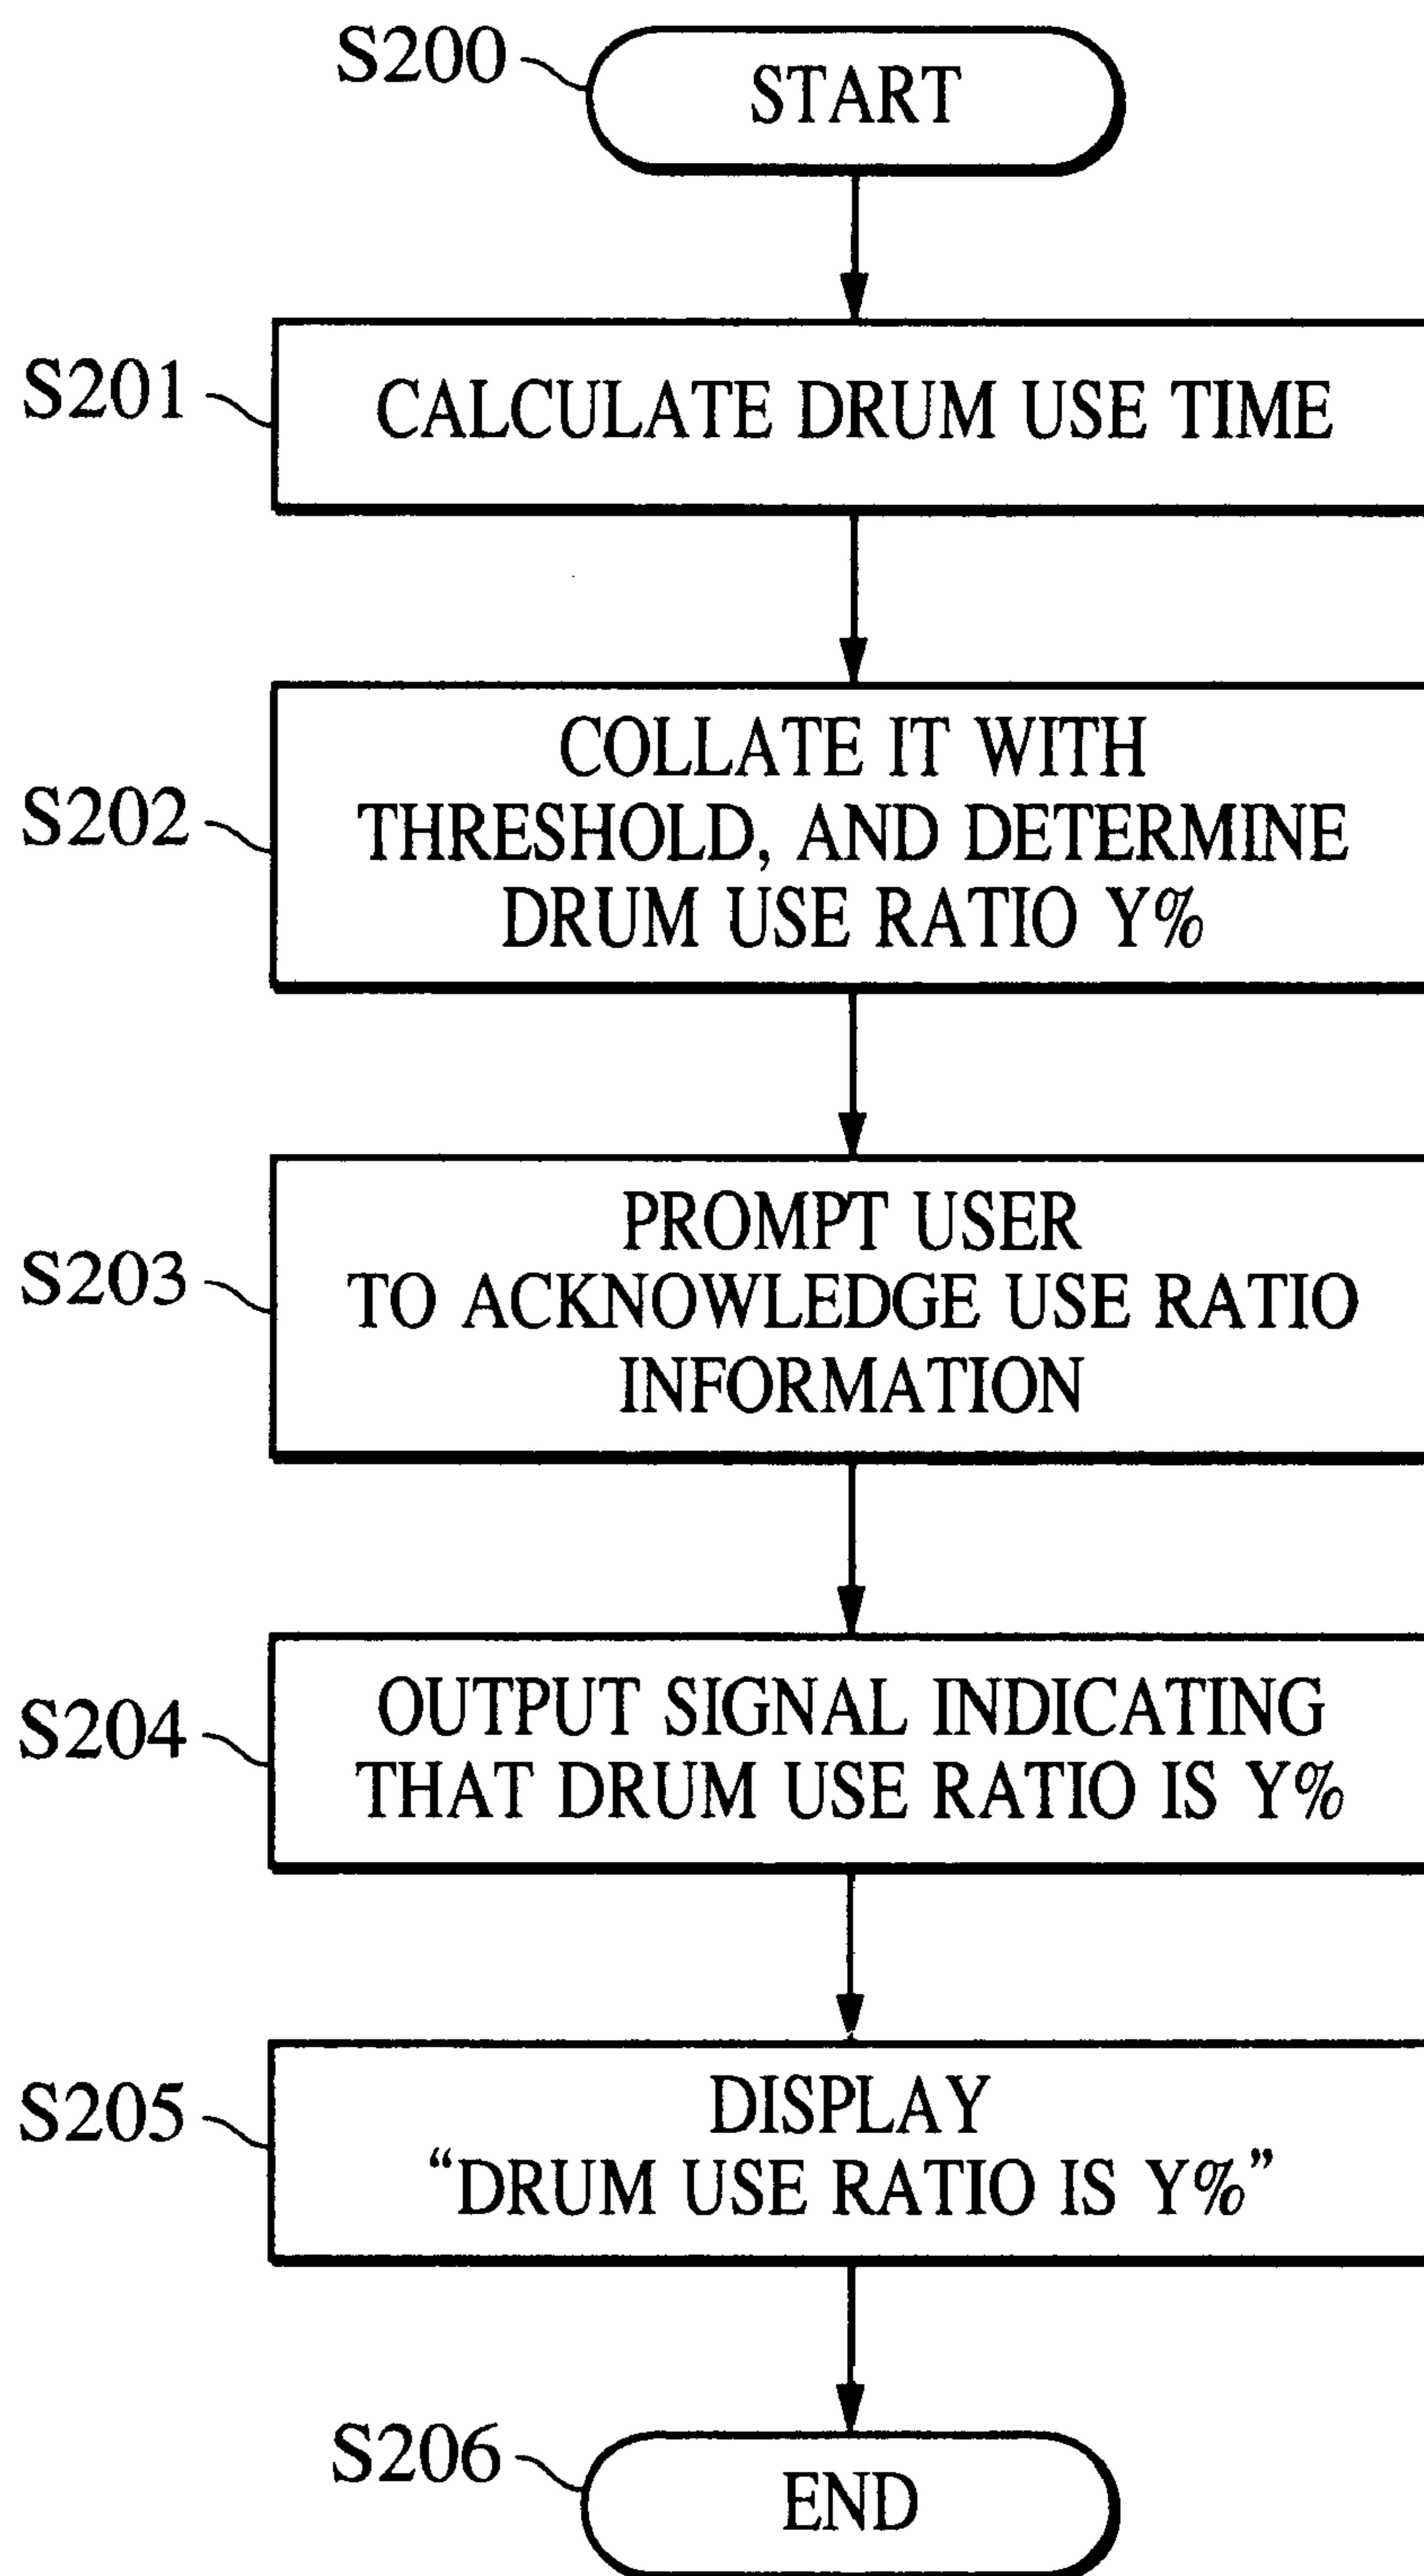 S200
START
S201
CALCULATE DRUM USE TIME
S202
COLLATE IT WITH
THRESHOLD, AND DETERMINE
DRUM USE RATIO Y%
S203
PROMPT USER
TO ACKNOWLEDGE USE RATIO
INFORMATION
S204
OUTPUT SIGNAL INDICATING
THAT DRUM USE RATIO IS Y%
S205
DISPLAY
“DRUM USE RATIO IS Y%”
S206
END